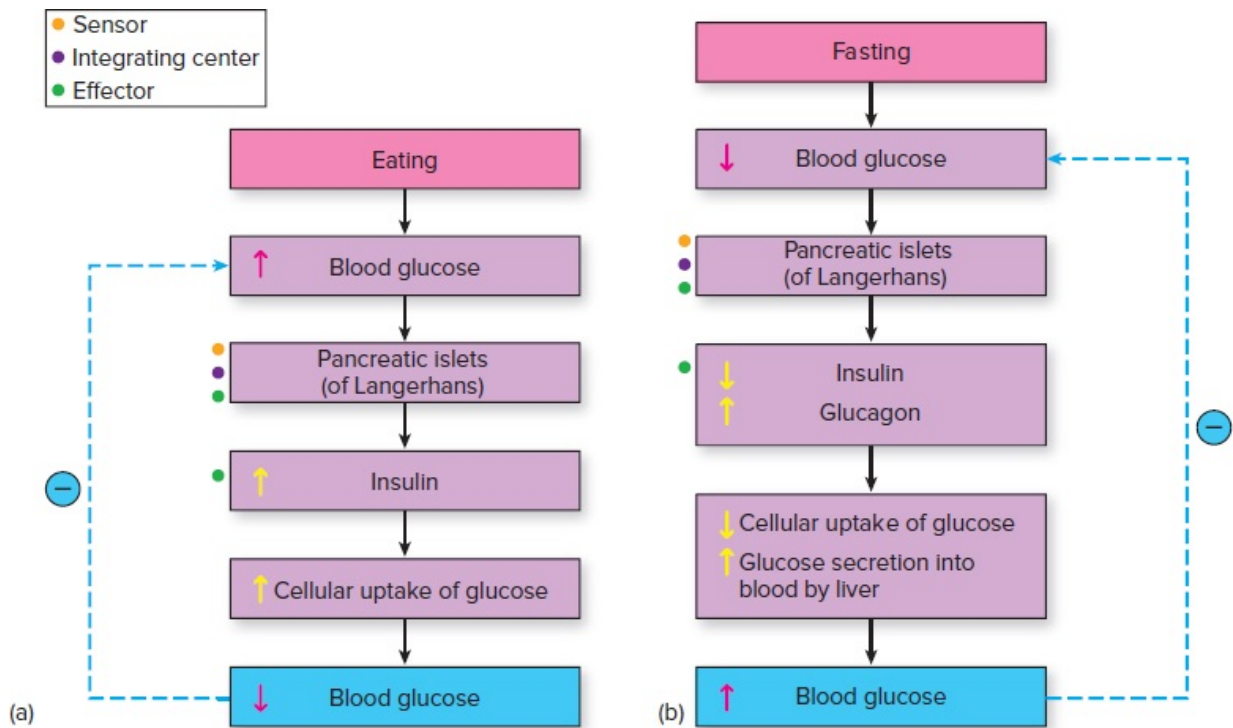 Sensor
Integrating center
Effector
Eating
↑ Blood glucose
Pancreatic islets
(of Langerhans)
↑ Insulin
↑ Cellular uptake of glucose
↓ Blood glucose
−
(a)
Fasting
↓ Blood glucose
Pancreatic islets
(of Langerhans)
↓ Insulin
↑ Glucagon
↓ Cellular uptake of glucose
↑ Glucose secretion into
blood by liver
↑ Blood glucose
−
(b)